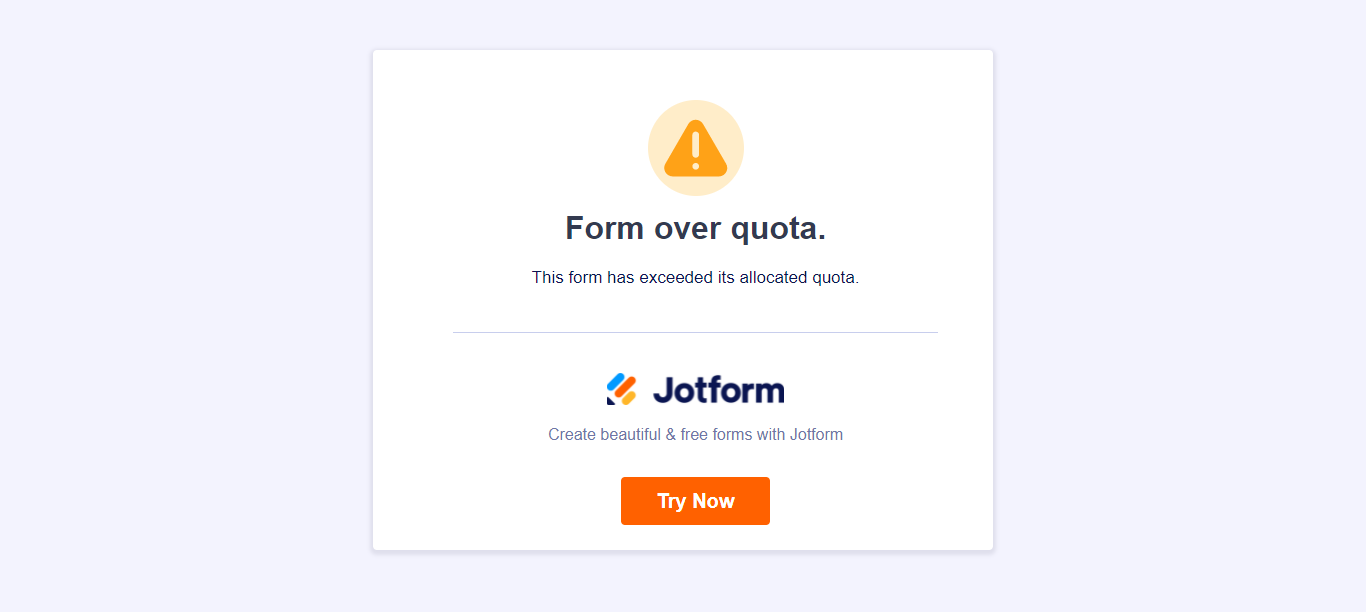 Form over quota.
This form has exceeded its allocated quota.
Jotform
Create beautiful & free forms with Jotform
Try Now